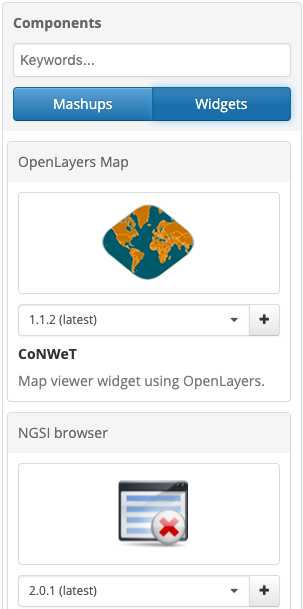 Components
Keywords...
Mashups Widgets
OpenLayers Map
1.1.2 (latest)
CoNWeT
Map viewer widget using OpenLayers.
NGSI browser
2.0.1 (latest)